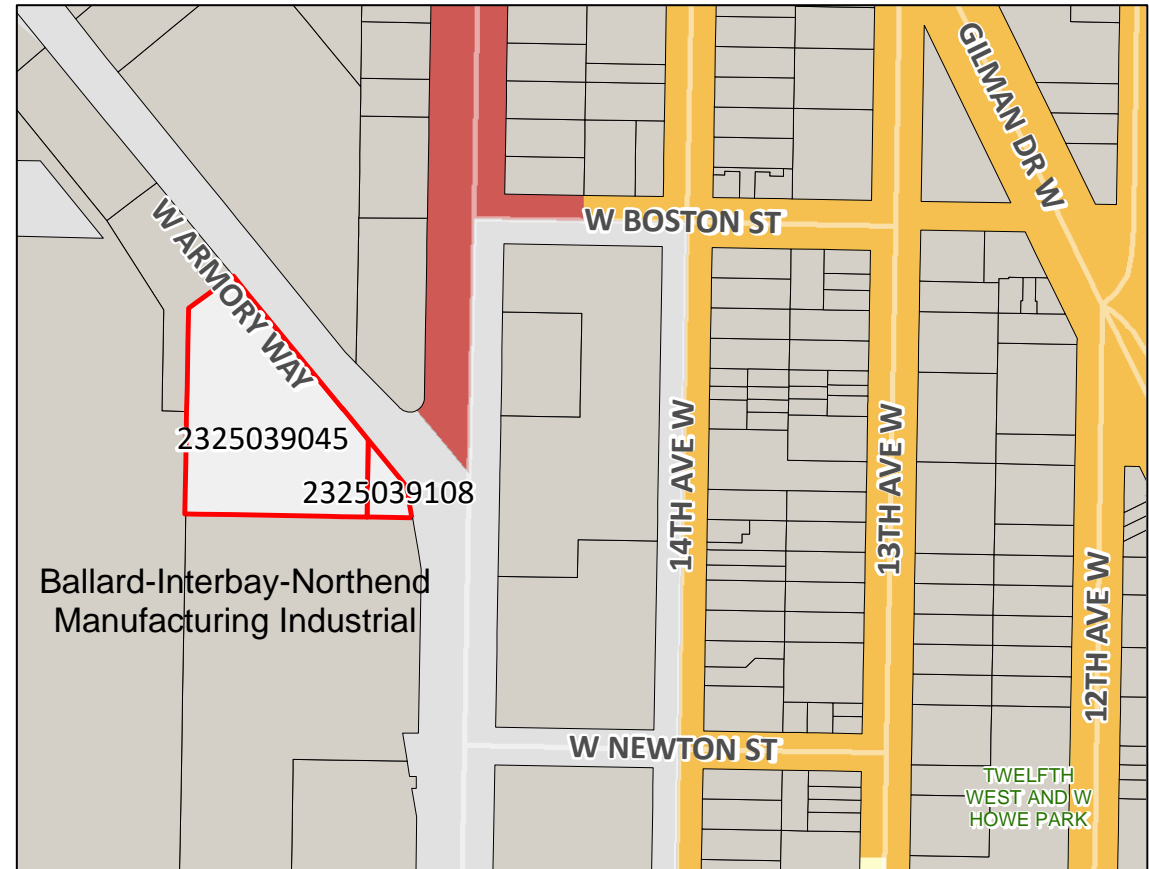 GILMAN DR W
W BOSTON ST
W ARMORY WAY
2325039045
2325039108
14TH AVE W
13TH AVE W
12TH AVE W
Ballard-Interbay-Northend
Manufacturing Industrial
W NEWTON ST
TWELFTH
WEST AND W
HOWE PARK